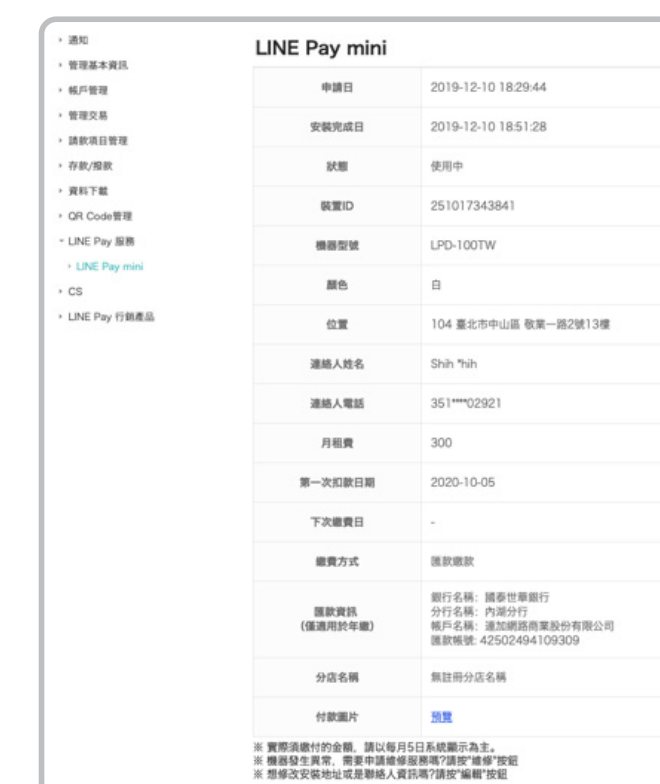 通知
管理基本資訊
帳戶管理
管理交易
請款項目管理
存款/撥款
資料下載
QR Code管理
LINE Pay 服務
LINE Pay mini
CS
LINE Pay 行銷產品
LINE Pay mini
申請日 2019-12-10 18:29:44
安裝完成日 2019-12-10 18:51:28
狀態 使用中
裝置ID 251017343841
機器型號 LPD-100TW
顏色 白
位置 104 臺北市中山區 敬業一路2號13樓
連絡人姓名 Shih *hih
連絡人電話 351****02921
月租費 300
第一次扣款日期 2020-10-05
下次繳費日 -
繳費方式 匯款繳款
匯款資訊
(僅適用於年繳)
銀行名稱: 國泰世華銀行
分行名稱: 內湖分行
帳戶名稱: 連加網路商業股份有限公司
匯款帳號: 42502494109309
分店名稱 無註冊分店名稱
付款圖片 預覽
※ 實際須繳付的金額, 請以每月5日系統顯示為主。
※ 機器發生異常, 需要申請維修服務嗎?請按"維修"按鈕
※ 想修改安裝地址或是聯絡人資訊嗎?請按"編輯"按鈕